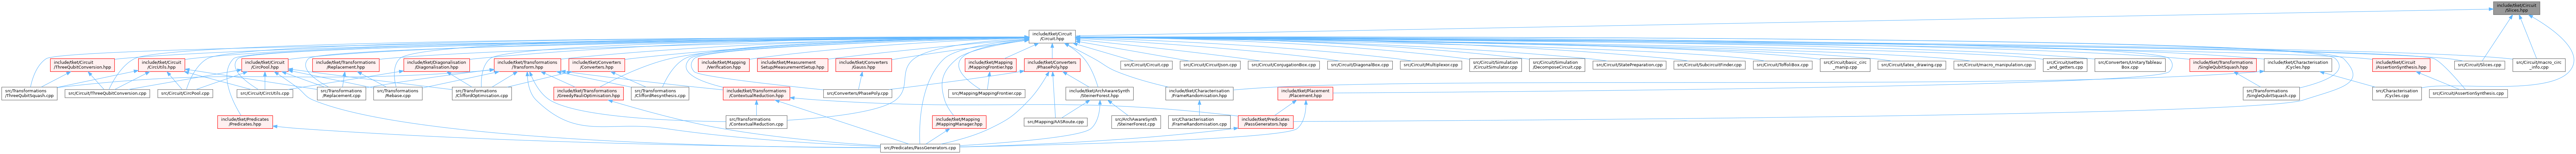 include/tket/Circuit
/Slices.hpp
include/tket/Circuit
/Circuit.hpp
include/tket/Circuit
/ThreeQubitConversion.hpp
include/tket/Circuit
/CircUtils.hpp
include/tket/Circuit
/CircPool.hpp
include/tket/Transformations
/Replacement.hpp
include/tket/Diagonalisation
/Diagonalisation.hpp
include/tket/Transformations
/Transform.hpp
include/tket/Converters
/Converters.hpp
include/tket/Mapping
/Verification.hpp
include/tket/Measurement
Setup/MeasurementSetup.hpp
include/tket/Converters
/Gauss.hpp
include/tket/Mapping
/MappingFrontier.hpp
include/tket/Converters
/PhasePoly.hpp
src/Circuit/Circuit.cpp
src/Circuit/CircuitJson.cpp
src/Circuit/ConjugationBox.cpp
src/Circuit/DiagonalBox.cpp
src/Circuit/Multiplexor.cpp
src/Circuit/Simulation
/CircuitSimulator.cpp
src/Circuit/Simulation
/DecomposeCircuit.cpp
src/Circuit/StatePreparation.cpp
src/Circuit/SubcircuitFinder.cpp
src/Circuit/ToffoliBox.cpp
src/Circuit/basic_circ
_manip.cpp
src/Circuit/latex_drawing.cpp
src/Circuit/macro_manipulation.cpp
src/Circuit/setters
_and_getters.cpp
src/Converters/UnitaryTableau
Box.cpp
include/tket/Transformations
/SingleQubitSquash.hpp
include/tket/Characterisation
/Cycles.hpp
include/tket/Circuit
/AssertionSynthesis.hpp
src/Circuit/Slices.cpp
src/Circuit/macro_circ
_info.cpp
src/Transformations
/ThreeQubitSquash.cpp
src/Circuit/ThreeQubitConversion.cpp
src/Circuit/CircPool.cpp
src/Circuit/CircUtils.cpp
src/Transformations
/Replacement.cpp
src/Transformations
/Rebase.cpp
src/Transformations
/CliffordOptimisation.cpp
include/tket/Transformations
/GreedyPauliOptimisation.hpp
src/Transformations
/CliffordResynthesis.cpp
include/tket/Transformations
/ContextualReduction.hpp
src/Converters/PhasePoly.cpp
src/Mapping/MappingFrontier.cpp
include/tket/ArchAwareSynth
/SteinerForest.hpp
include/tket/Characterisation
/FrameRandomisation.hpp
include/tket/Placement
/Placement.hpp
src/Transformations
/SingleQubitSquash.cpp
src/Characterisation
/Cycles.cpp
src/Circuit/AssertionSynthesis.cpp
include/tket/Predicates
/Predicates.hpp
src/Transformations
/ContextualReduction.cpp
include/tket/Mapping
/MappingManager.hpp
src/Mapping/AASRoute.cpp
src/ArchAwareSynth
/SteinerForest.cpp
src/Characterisation
/FrameRandomisation.cpp
include/tket/Predicates
/PassGenerators.hpp
src/Predicates/PassGenerators.cpp